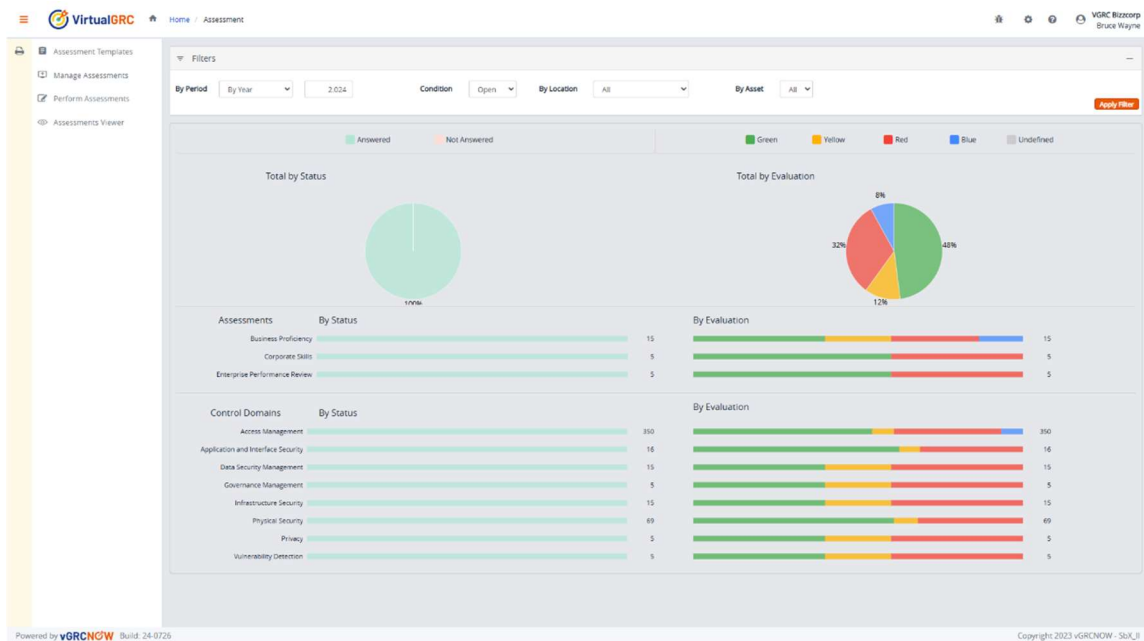 VirtualGRC
Home / Assessment
VGRC Bizzcorp
Bruce Wayne
Assessment Templates
Manage Assessments
Perform Assessments
Assessments Viewer
Filters
By Period By Year 2,024 Condition Open By Location All By Asset All
Apply Filter
Answered Not Answered Green Yellow Red Blue Undefined
Total by Status Total by Evaluation
8%
32% 48%
100% 12%
Assessments By Status By Evaluation
Business Proficiency 15 15
Corporate Skills 5 5
Enterprise Performance Review 5 5
Control Domains By Status By Evaluation
Access Management 350 350
Application and Interface Security 16 16
Data Security Management 15 15
Governance Management 5 5
Infrastructure Security 15 15
Physical Security 69 69
Privacy 5 5
Vulnerability Detection 5 5
Powered by vGRCNOW Build: 24-0726 Copyright 2023 vGRCNOW - SbX_II